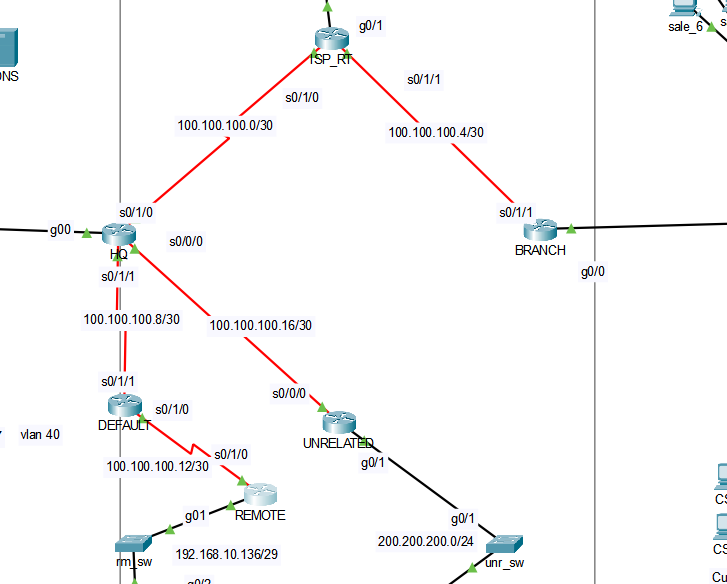 g0/1
sale_6
s
DNS
ISP_RT
s0/1/1
s0/1/0
100.100.100.0/30
100.100.100.4/30
s0/1/0
s0/1/1
g00
s0/0/0
HQ
BRANCH
s0/1/1
g0/0
100.100.100.8/30
100.100.100.16/30
s0/1/1
s0/0/0
s0/1/0
DEFAULT
vlan 40
UNRELATED
s0/1/0
g0/1
100.100.100.12/30
CS
g01
REMOTE
g0/1
200.200.200.0/24
rm_sw
192.168.10.136/29
unr_sw
CS
g0/2
Cu